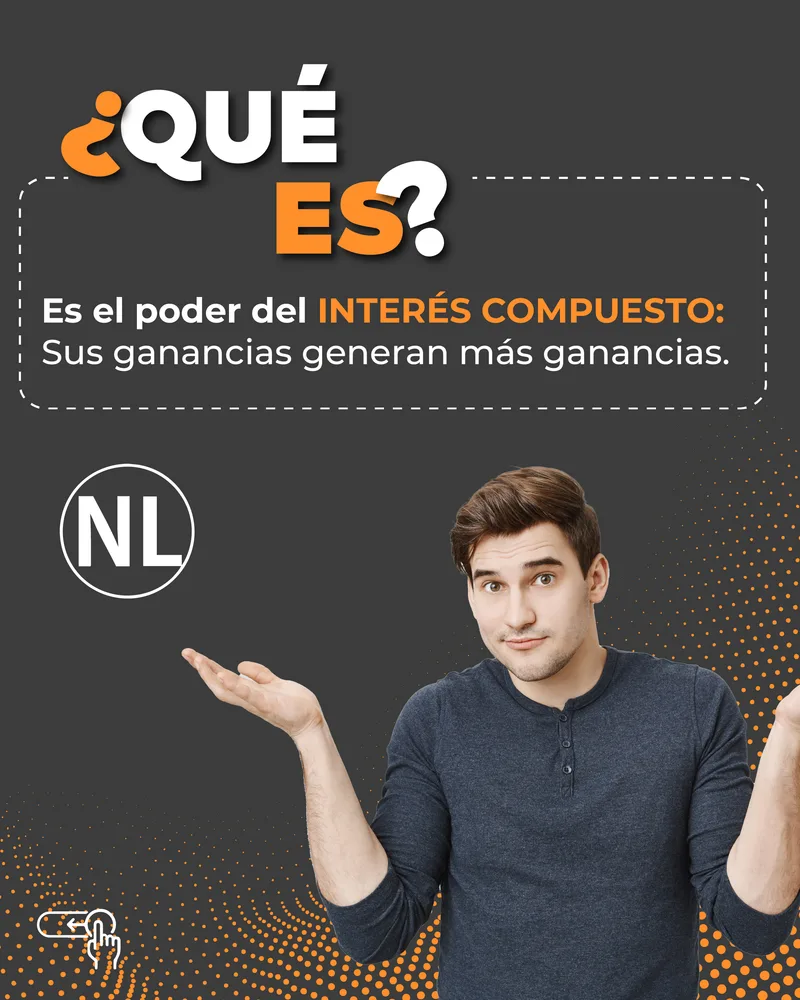 ¿QUÉ
ES?
Es el poder del INTERÉS COMPUESTO:
Sus ganancias generan más ganancias.
NL